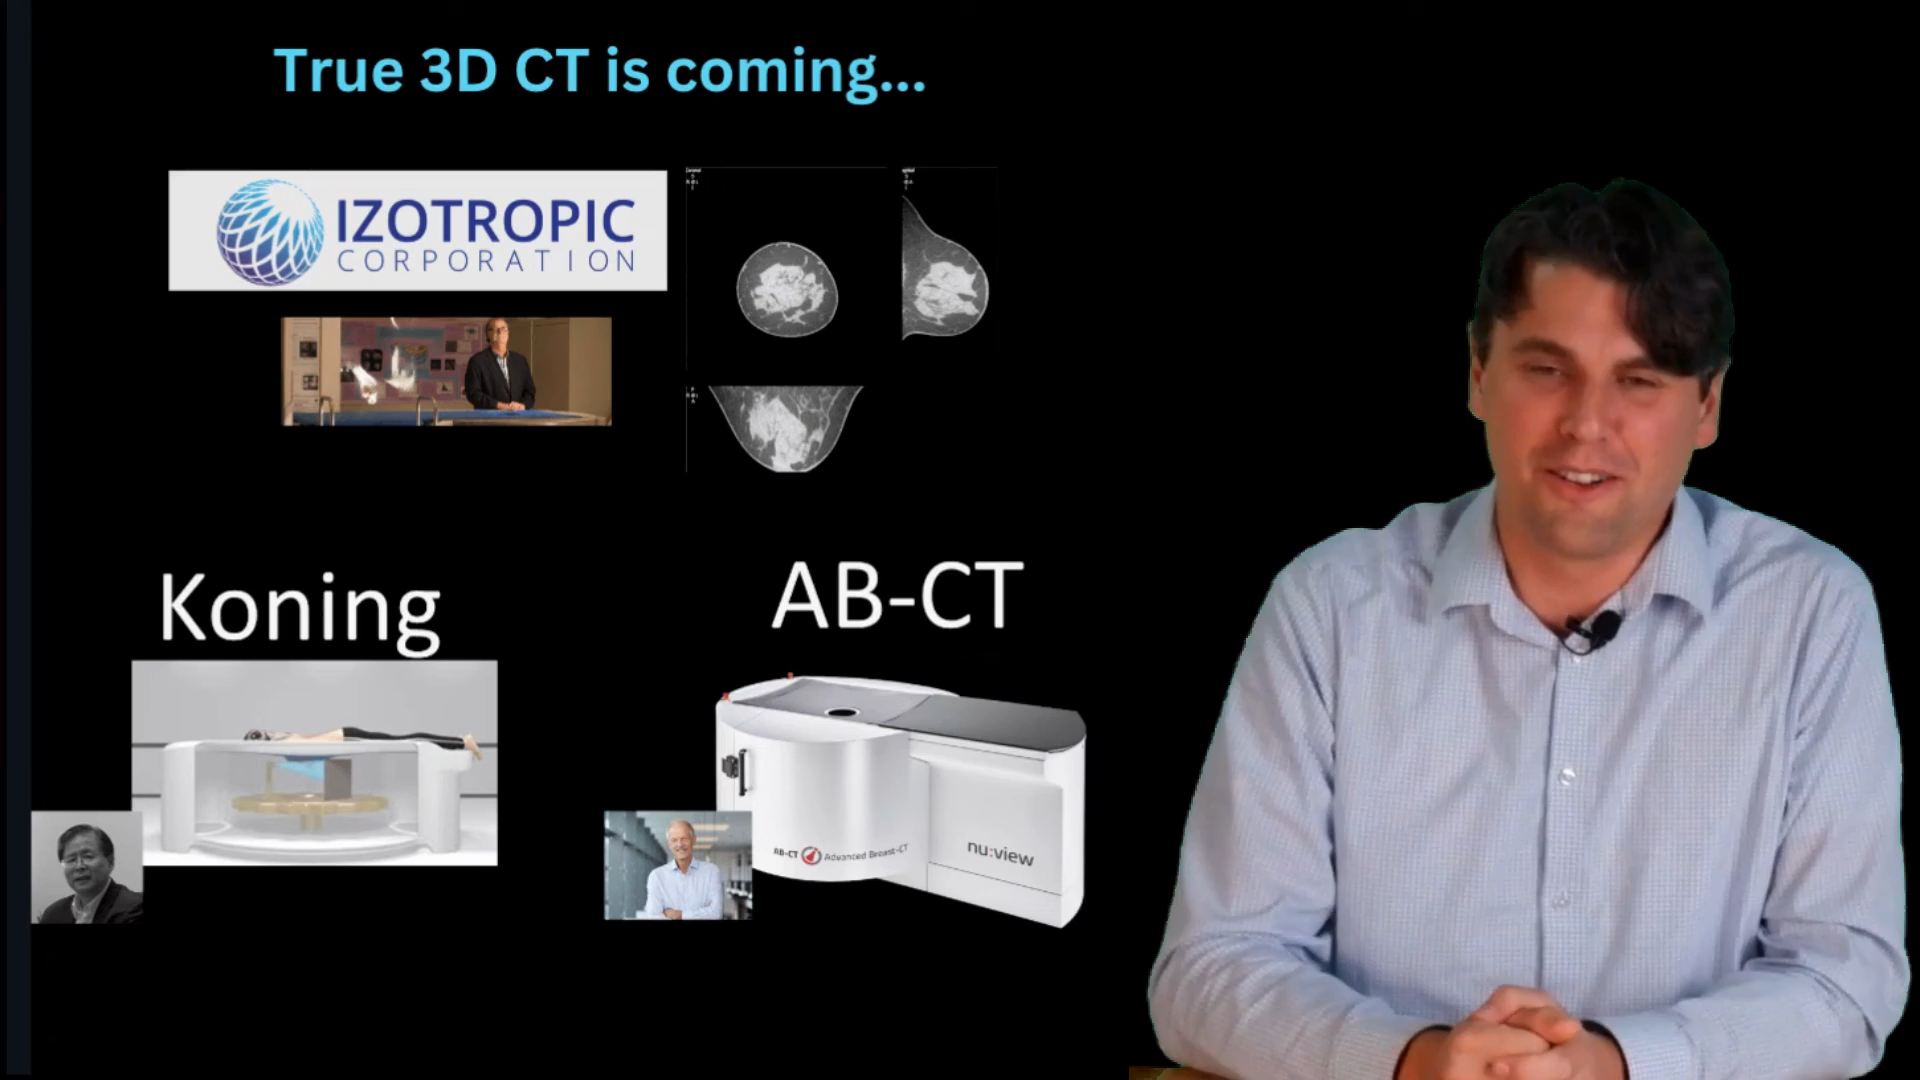 True 3D CT is coming...
IZOTROPIC
CORPORATION
Koning
AB-CT
AB-CT Advanced Breast-CT
nu:view